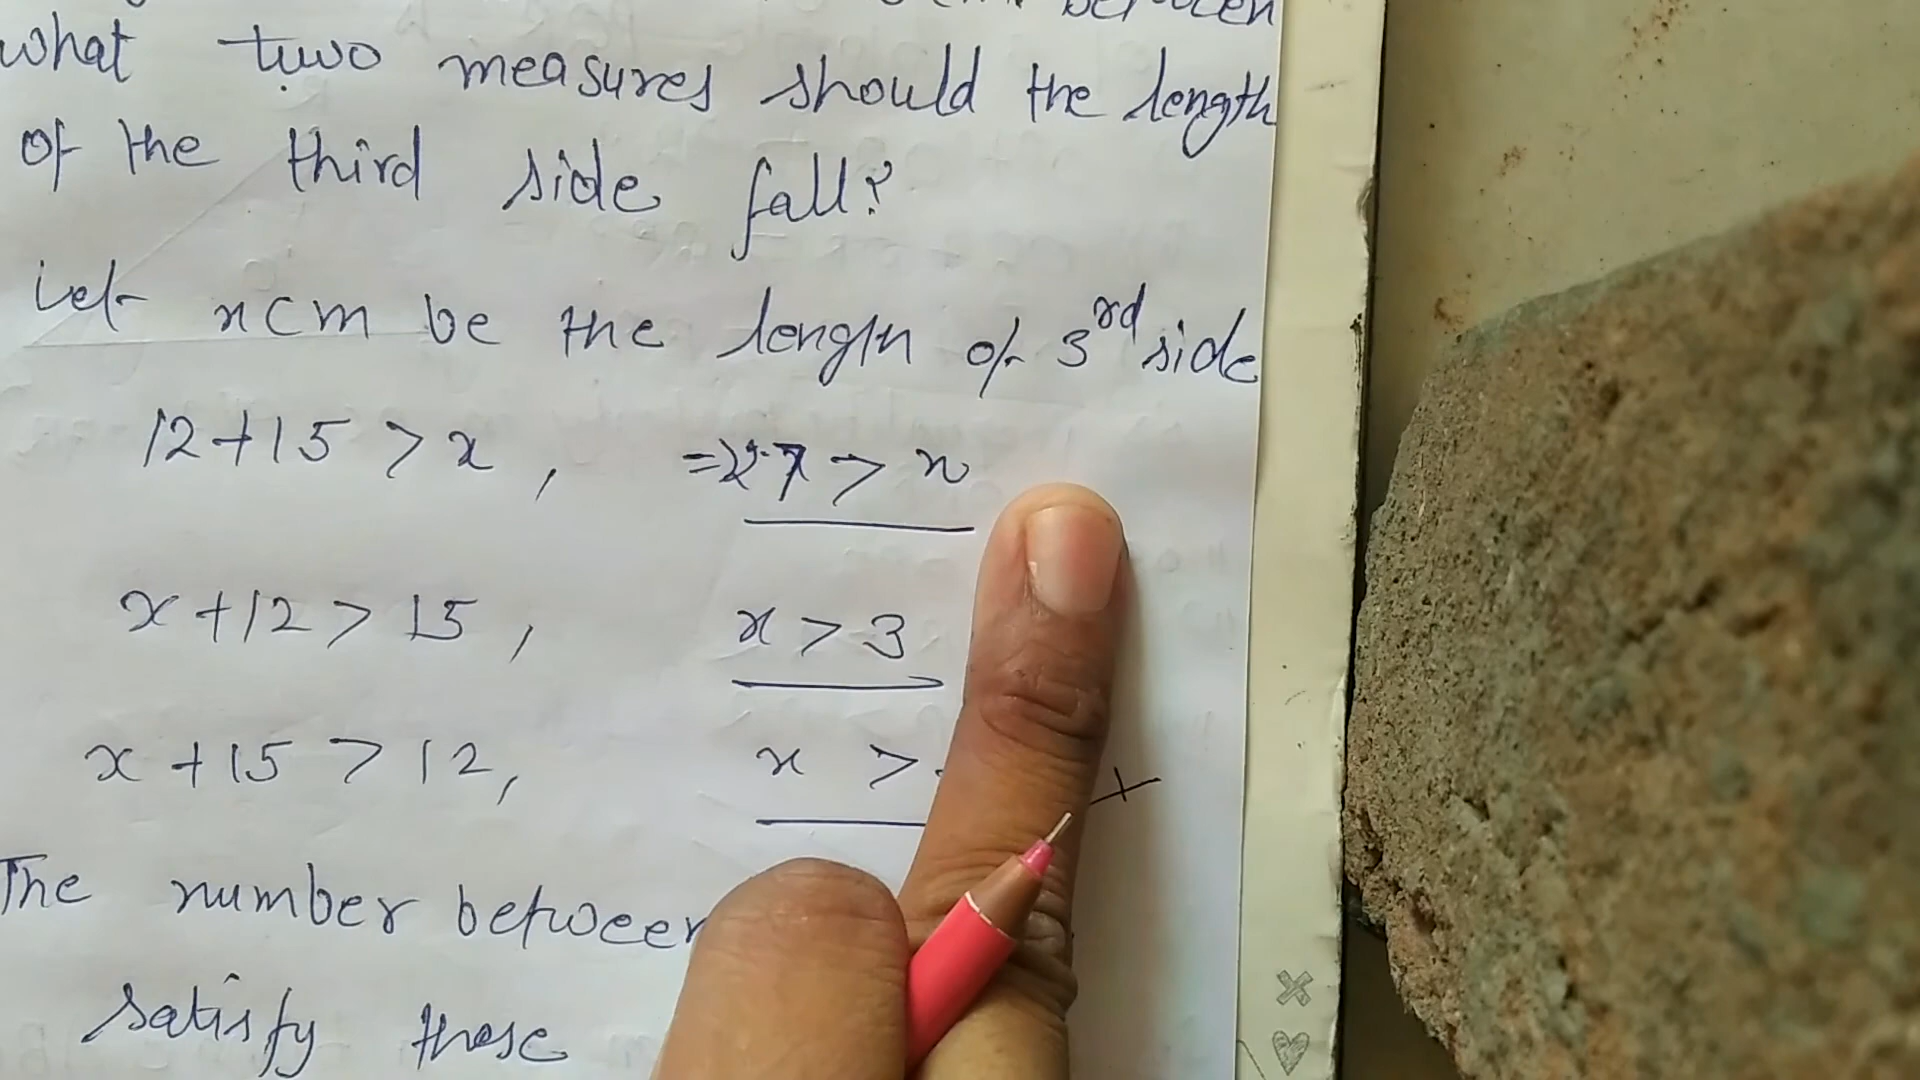 between
what two measures should the length
of the third side fall?
Let x cm be the length of 3rd side
12+15 > x , => 27 > x
x +12 > 15 , x > 3
x +15 > 12, x >
The number between
satisfy these